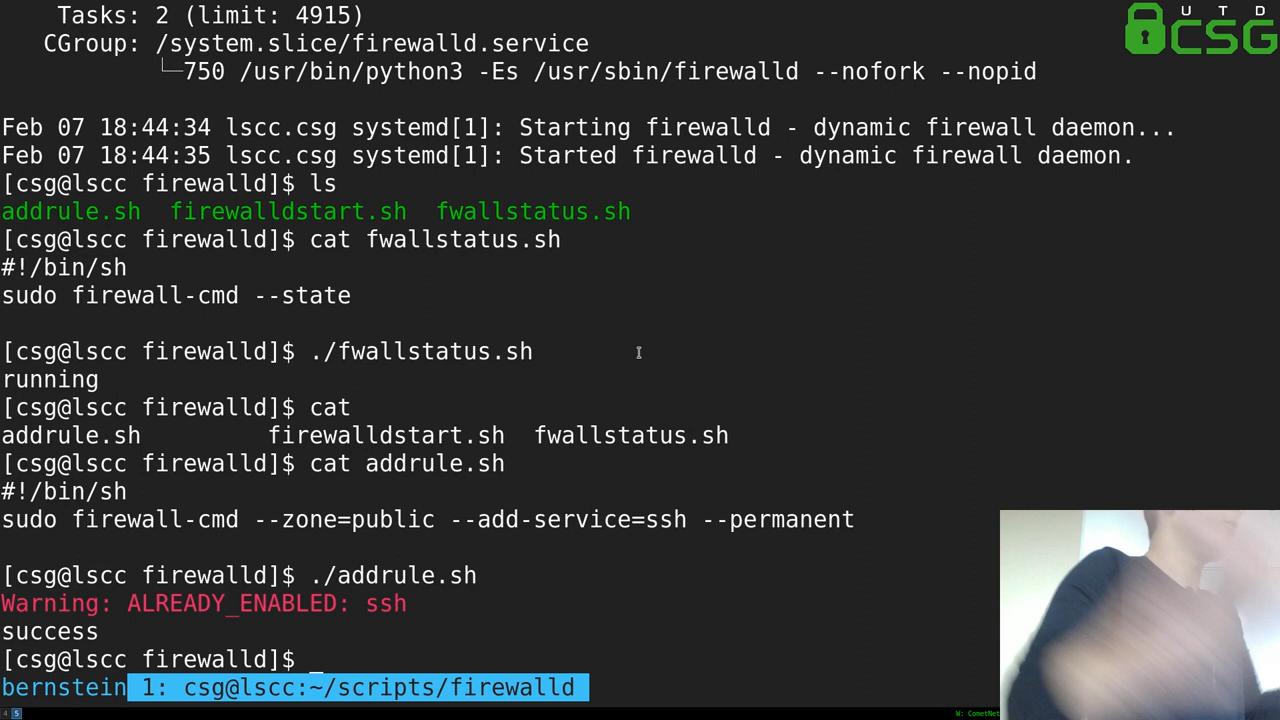 Tasks: 2 (limit: 4915)
CGroup: /system.slice/firewalld.service
└─750 /usr/bin/python3 -Es /usr/sbin/firewalld --nofork --nopid
UTD
CSG
Feb 07 18:44:34 lscc.csg systemd[1]: Starting firewalld - dynamic firewall daemon...
Feb 07 18:44:35 lscc.csg systemd[1]: Started firewalld - dynamic firewall daemon.
[csg@lscc firewalld]$ ls
addrule.sh  firewalldstart.sh  fwallstatus.sh
[csg@lscc firewalld]$ cat fwallstatus.sh
#!/bin/sh
sudo firewall-cmd --state
[csg@lscc firewalld]$ ./fwallstatus.sh
running
[csg@lscc firewalld]$ cat
addrule.sh         firewalldstart.sh  fwallstatus.sh
[csg@lscc firewalld]$ cat addrule.sh
#!/bin/sh
sudo firewall-cmd --zone=public --add-service=ssh --permanent
[csg@lscc firewalld]$ ./addrule.sh
Warning: ALREADY_ENABLED: ssh
success
[csg@lscc firewalld]$ _
bernstein 1: csg@lscc:~/scripts/firewalld
4 5
W: CometNet